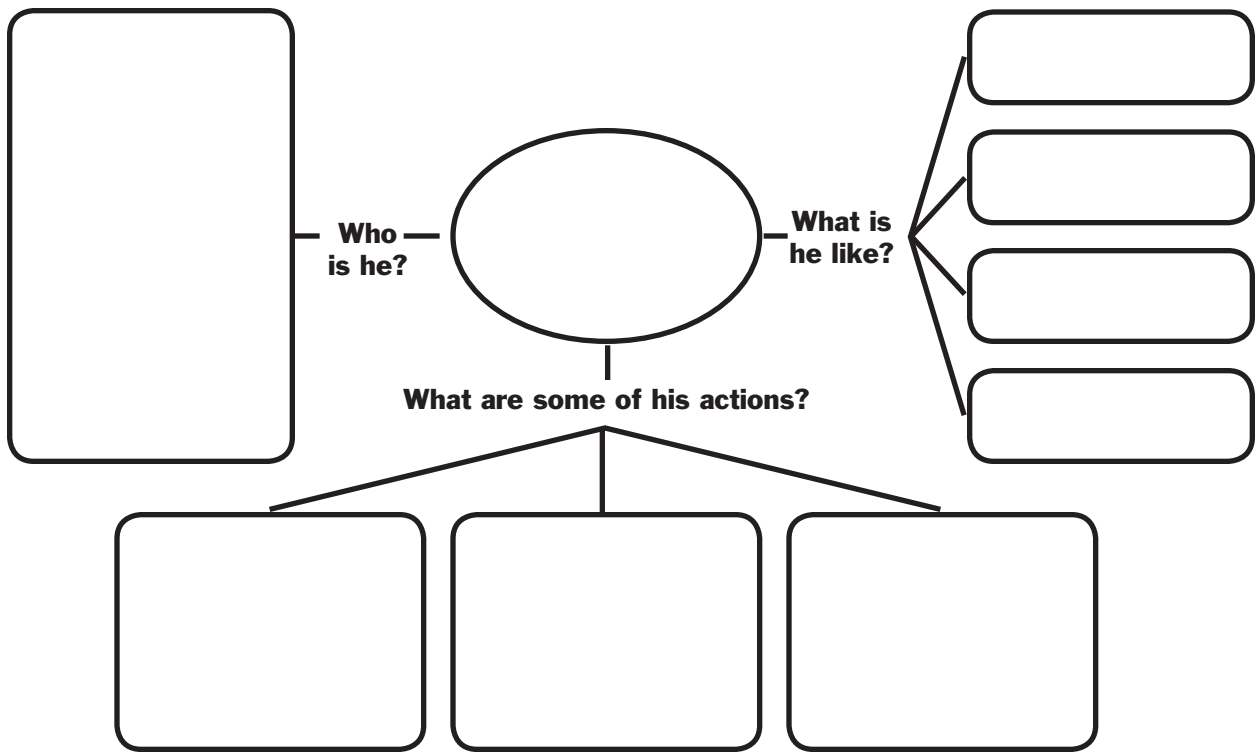 Who
is he?
What is
he like?
What are some of his actions?